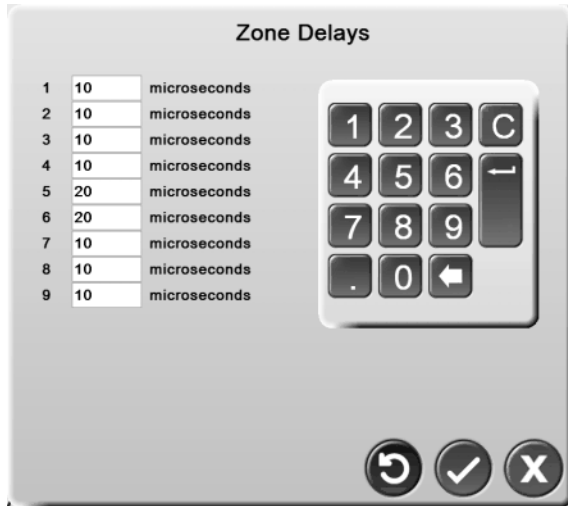 Zone Delays
1 10 microseconds
2 10 microseconds
3 10 microseconds
4 10 microseconds
5 20 microseconds
6 20 microseconds
7 10 microseconds
8 10 microseconds
9 10 microseconds
1 2 3 C
4 5 6
7 8 9
. 0